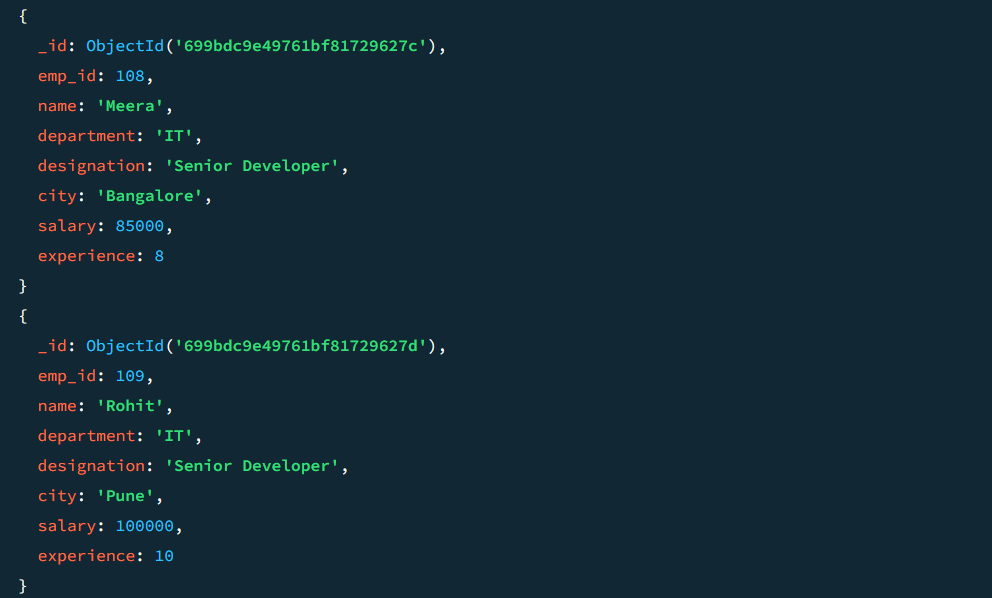 {
  _id: ObjectId('699bdc9e49761bf81729627c'),
  emp_id: 108,
  name: 'Meera',
  department: 'IT',
  designation: 'Senior Developer',
  city: 'Bangalore',
  salary: 85000,
  experience: 8
}
{
  _id: ObjectId('699bdc9e49761bf81729627d'),
  emp_id: 109,
  name: 'Rohit',
  department: 'IT',
  designation: 'Senior Developer',
  city: 'Pune',
  salary: 100000,
  experience: 10
}